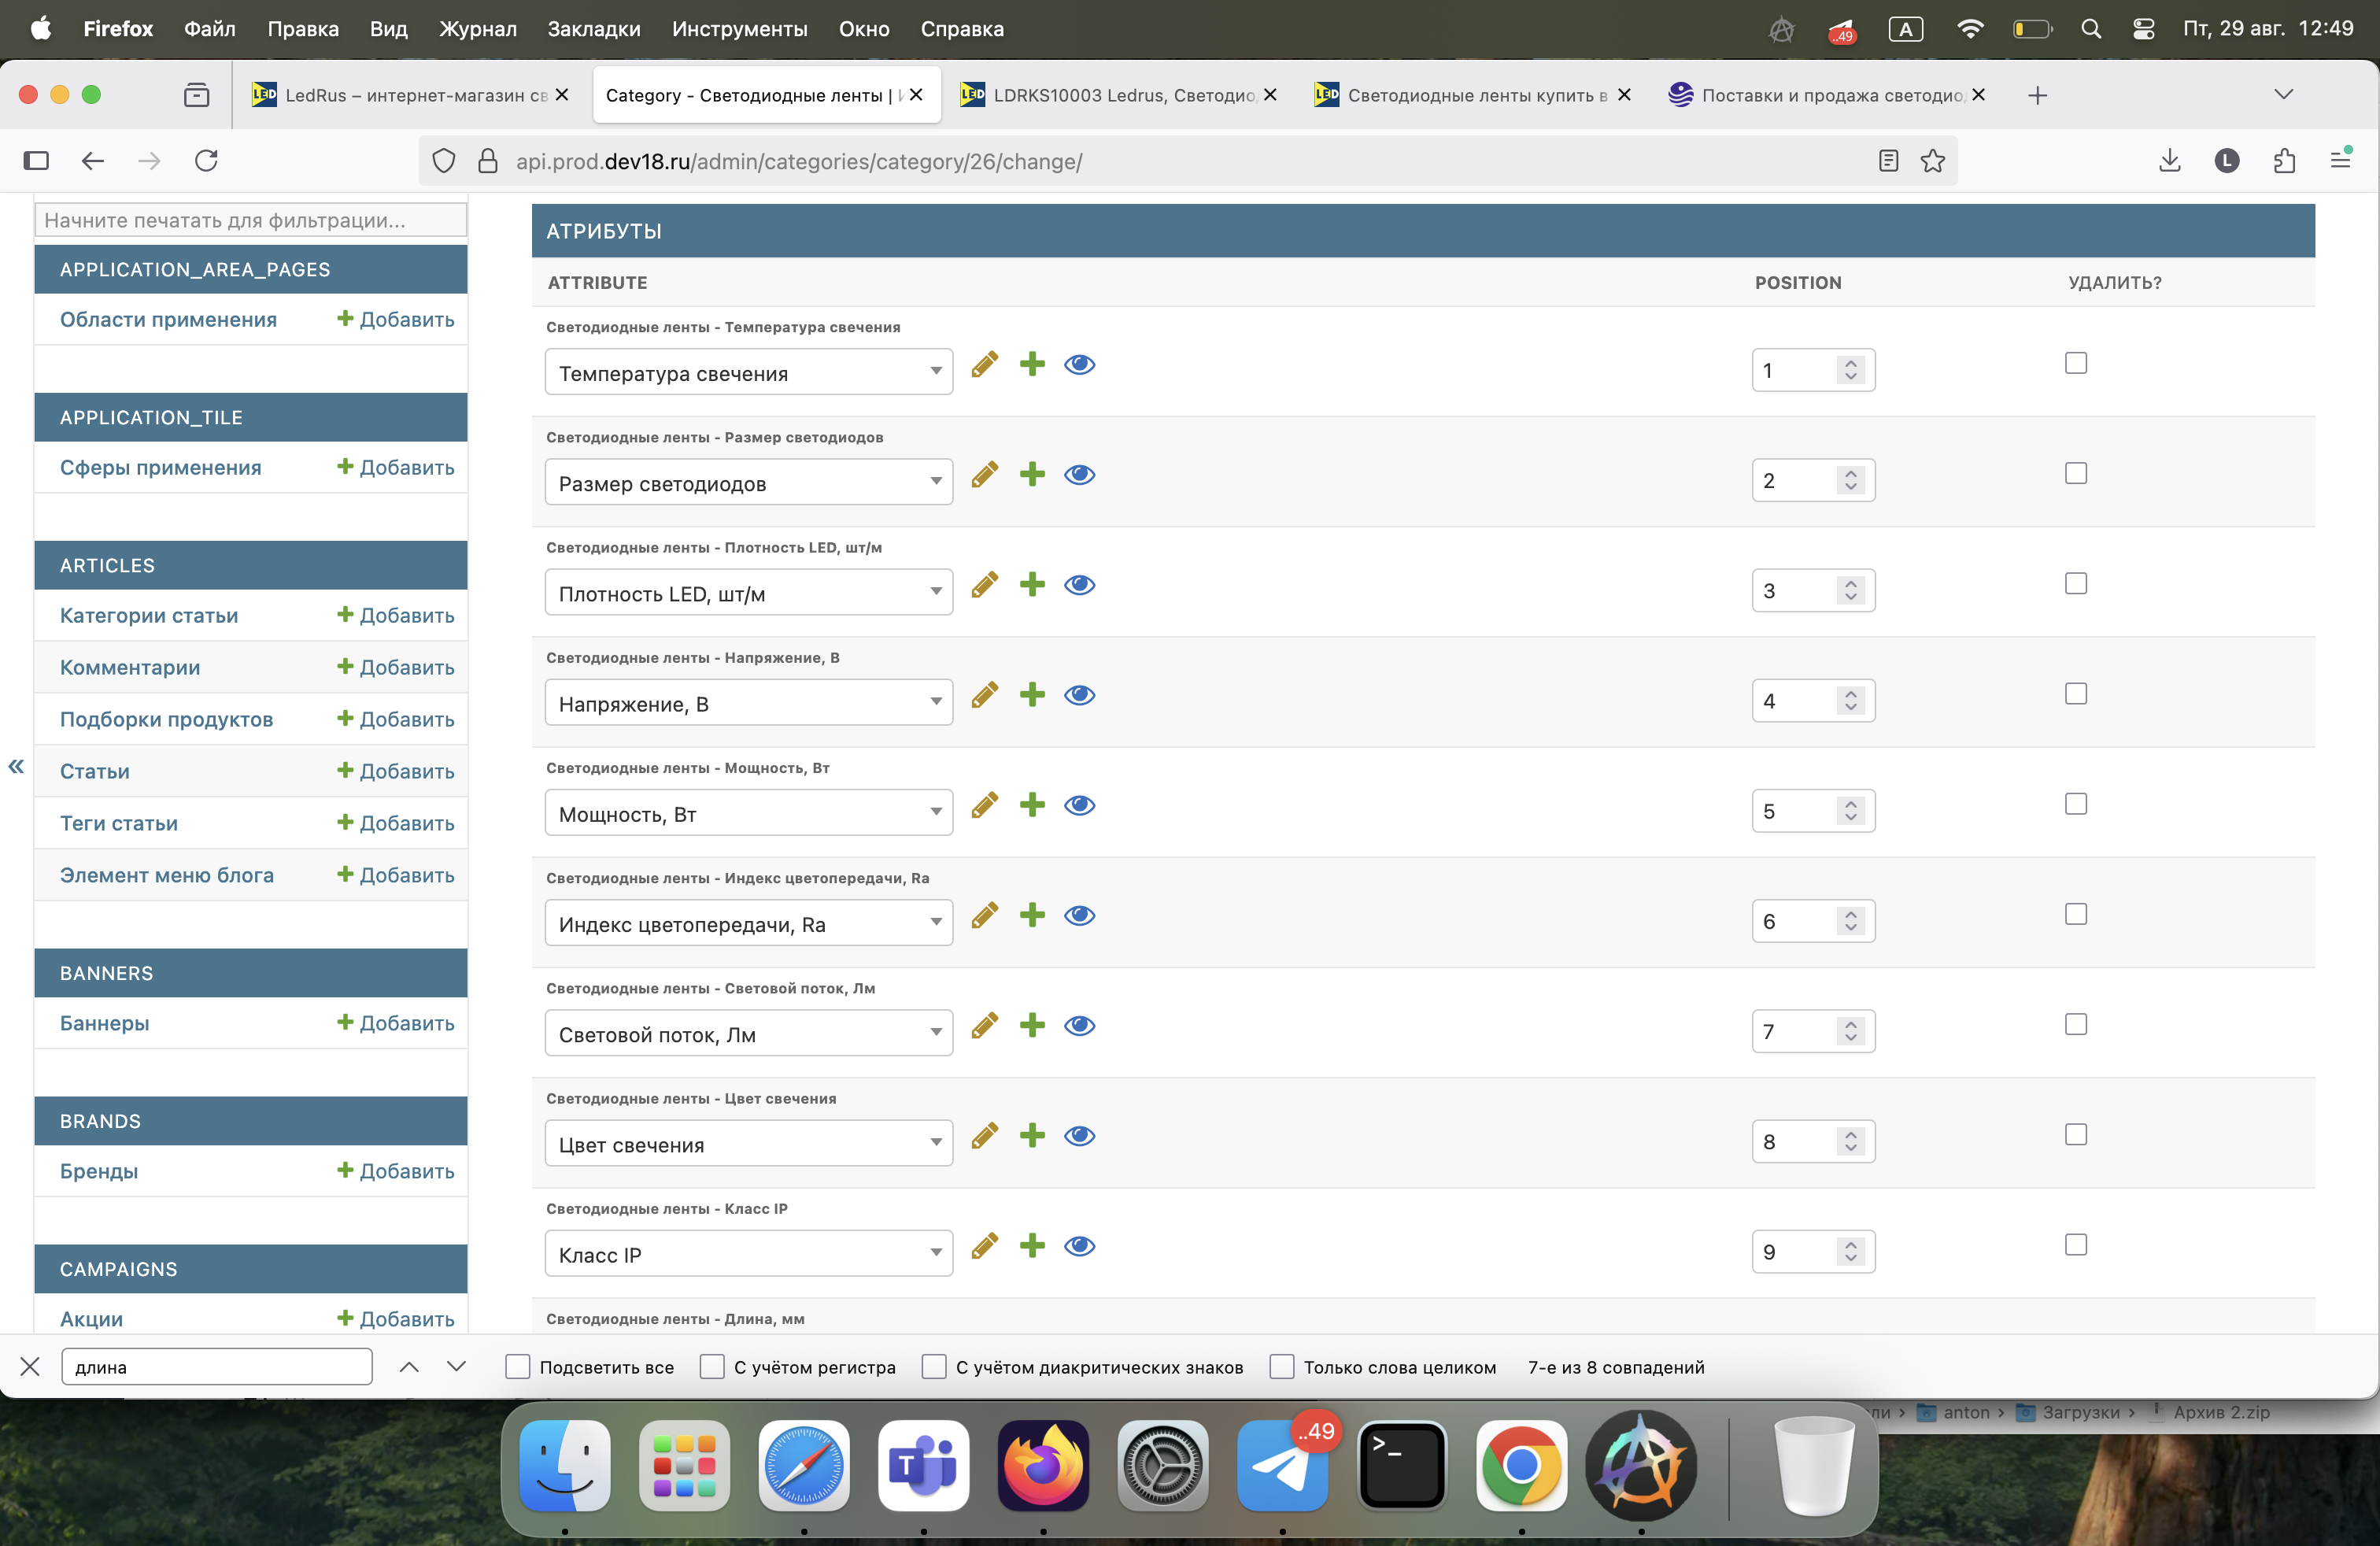 Firefox Файл Правка Вид Журнал Закладки Инструменты Окно Справка ..49 A Пт, 29 авг. 12:49
LED LedRus – интернет-магазин св Category - Светодиодные ленты | LED LDRKS10003 Ledrus, Светодио LED Светодиодные ленты купить в Поставки и продажа светодио
api.prod.dev18.ru/admin/categories/category/26/change/ L
Начните печатать для фильтрации...
APPLICATION_AREA_PAGES
Области применения Добавить
APPLICATION_TILE
Сферы применения Добавить
ARTICLES
Категории статьи Добавить
Комментарии Добавить
Подборки продуктов Добавить
«
Статьи Добавить
Теги статьи Добавить
Элемент меню блога Добавить
BANNERS
Баннеры Добавить
BRANDS
Бренды Добавить
CAMPAIGNS
Акции Добавить
АТРИБУТЫ
ATTRIBUTE POSITION УДАЛИТЬ?
Светодиодные ленты - Температура свечения
Температура свечения 1
Светодиодные ленты - Размер светодиодов
Размер светодиодов 2
Светодиодные ленты - Плотность LED, шт/м
Плотность LED, шт/м 3
Светодиодные ленты - Напряжение, В
Напряжение, В 4
Светодиодные ленты - Мощность, Вт
Мощность, Вт 5
Светодиодные ленты - Индекс цветопередачи, Ra
Индекс цветопередачи, Ra 6
Светодиодные ленты - Световой поток, Лм
Световой поток, Лм 7
Светодиодные ленты - Цвет свечения
Цвет свечения 8
Светодиодные ленты - Класс IP
Класс IP 9
Светодиодные ленты - Длина, мм
длина Подсветить все С учётом регистра С учётом диакритических знаков Только слова целиком 7-е из 8 совпадений
anton › Загрузки › Архив 2.zip
T ..49 >_